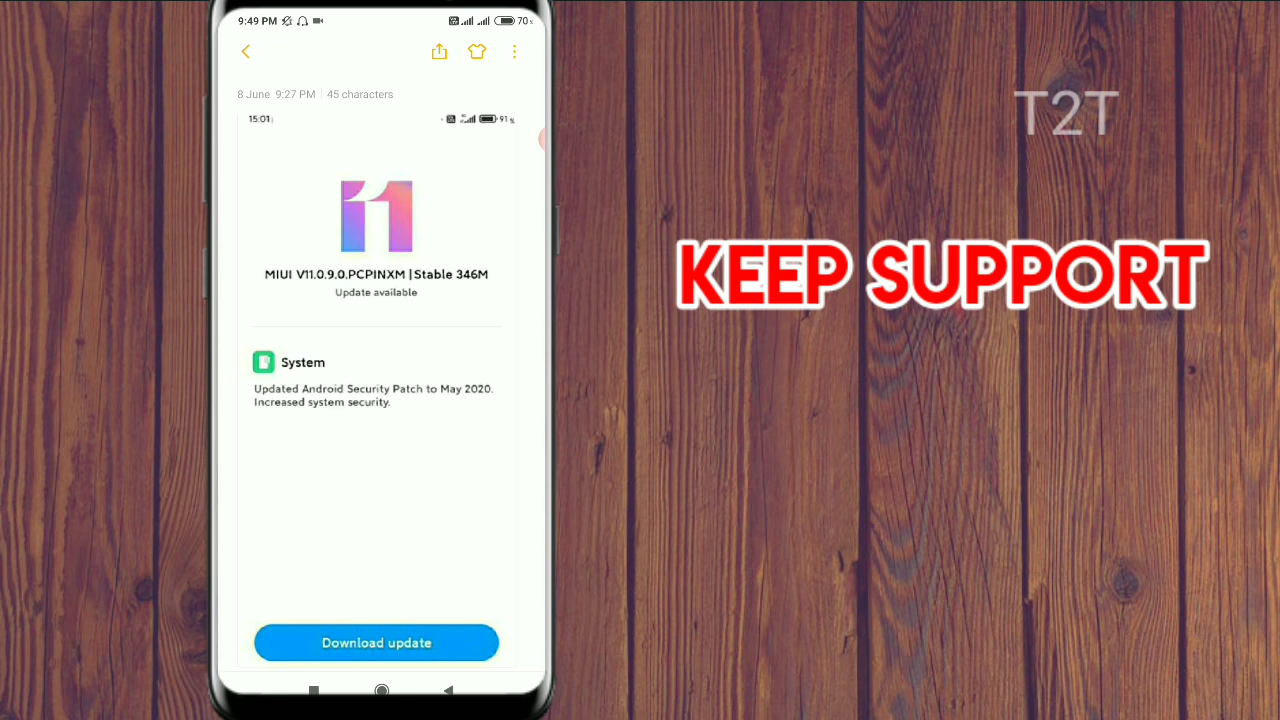 9:49 PM
70
8 June 9:27 PM | 45 characters
15:01
91 %
11
MIUI V11.0.9.0.PCPINXM | Stable 346M
Update available
System
Updated Android Security Patch to May 2020.
Increased system security.
Download update
T2T
KEEP SUPPORT